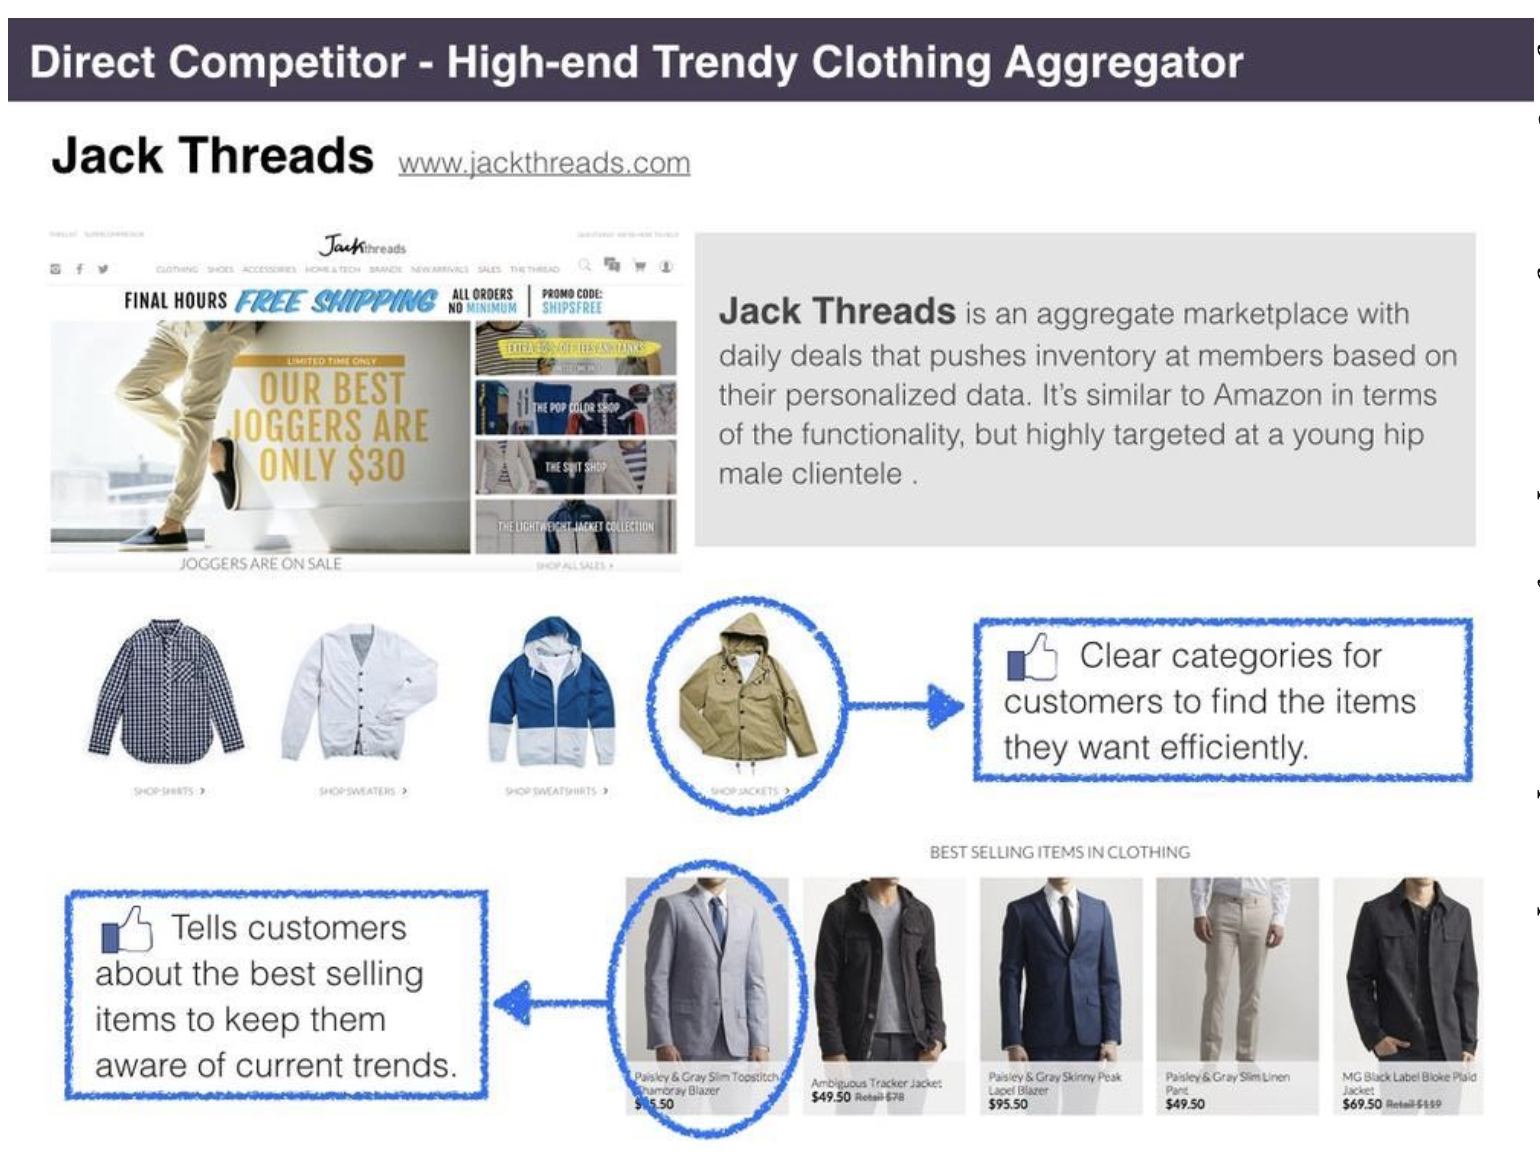 Direct Competitor - High-end Trendy Clothing Aggregator
Jack Threads www.jackthreads.com
THRILLIST SUPERCOMPRESSOR
Jackthreads
CLOTHING SHOES ACCESSORIES HOME & TECH BRANDS NEW ARRIVALS SALES THE THREAD
FINAL HOURS FREE SHIPPING ALL ORDERS NO MINIMUM PROMO CODE: SHIPSFREE
LIMITED TIME ONLY
OUR BEST
JOGGERS ARE
ONLY $30
EXTRA 40% OFF TEES AND TANKS
THE POP COLOR SHOP
THE SUIT SHOP
THE LIGHTWEIGHT JACKET COLLECTION
JOGGERS ARE ON SALE
SHOP ALL SALES >
Jack Threads is an aggregate marketplace with
daily deals that pushes inventory at members based on
their personalized data. It's similar to Amazon in terms
of the functionality, but highly targeted at a young hip
male clientele .
SHOP SHIRTS >
SHOP SWEATERS >
SHOP SWEATSHIRTS >
SHOP JACKETS >
Clear categories for
customers to find the items
they want efficiently.
Tells customers
about the best selling
items to keep them
aware of current trends.
BEST SELLING ITEMS IN CLOTHING
Paisley & Gray Slim Topstitch
Chambray Blazer
Ambiguous Tracker Jacket
$49.50 Retail $78
Paisley & Gray Skinny Peak
Lapel Blazer
$95.50
Paisley & Gray Slim Linen
Pant
$49.50
MG Black Label Bloke Plaid
Jacket
$69.50 Retail $119